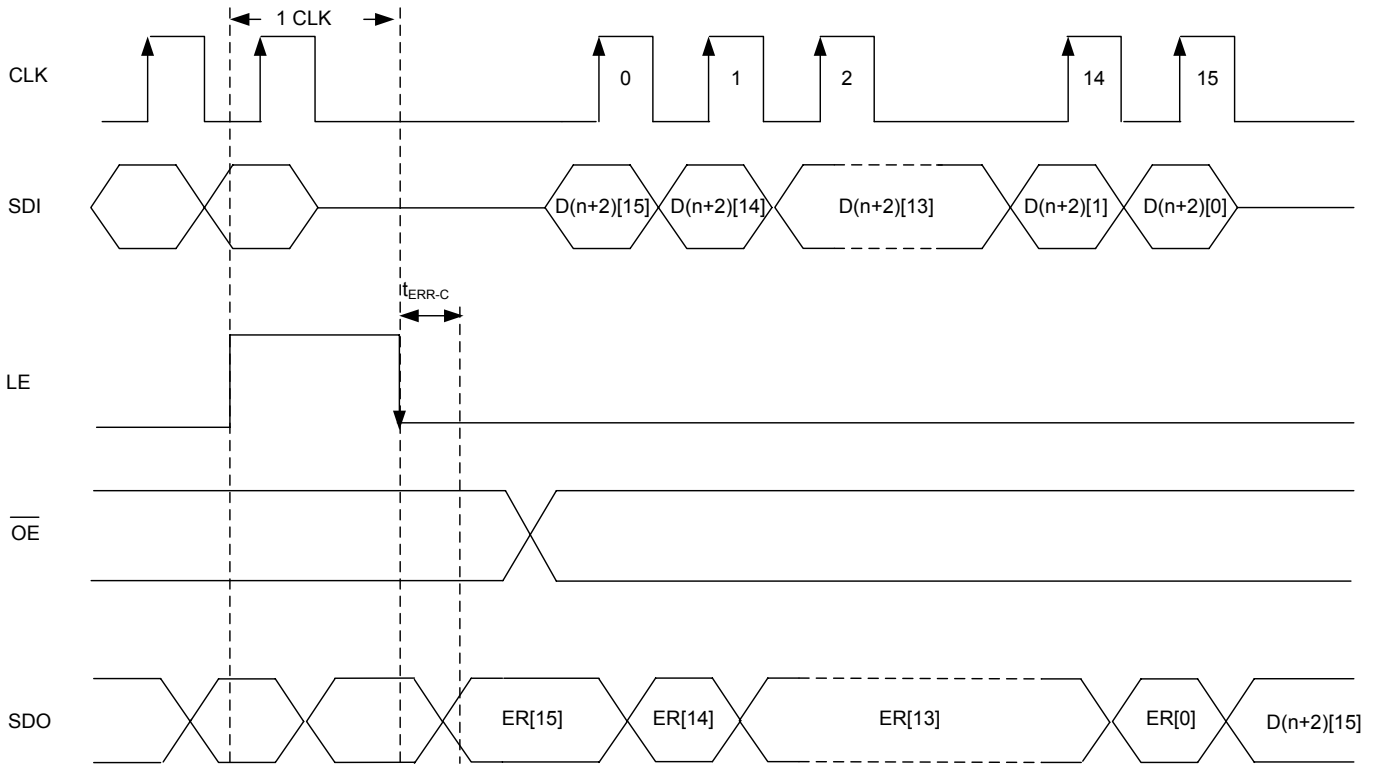 1 CLK
CLK
0
1
2
14
15
SDI
D(n+2)[15]
D(n+2)[14]
D(n+2)[13]
D(n+2)[1]
D(n+2)[0]
tERR-C
LE
OE
SDO
ER[15]
ER[14]
ER[13]
ER[0]
D(n+2)[15]